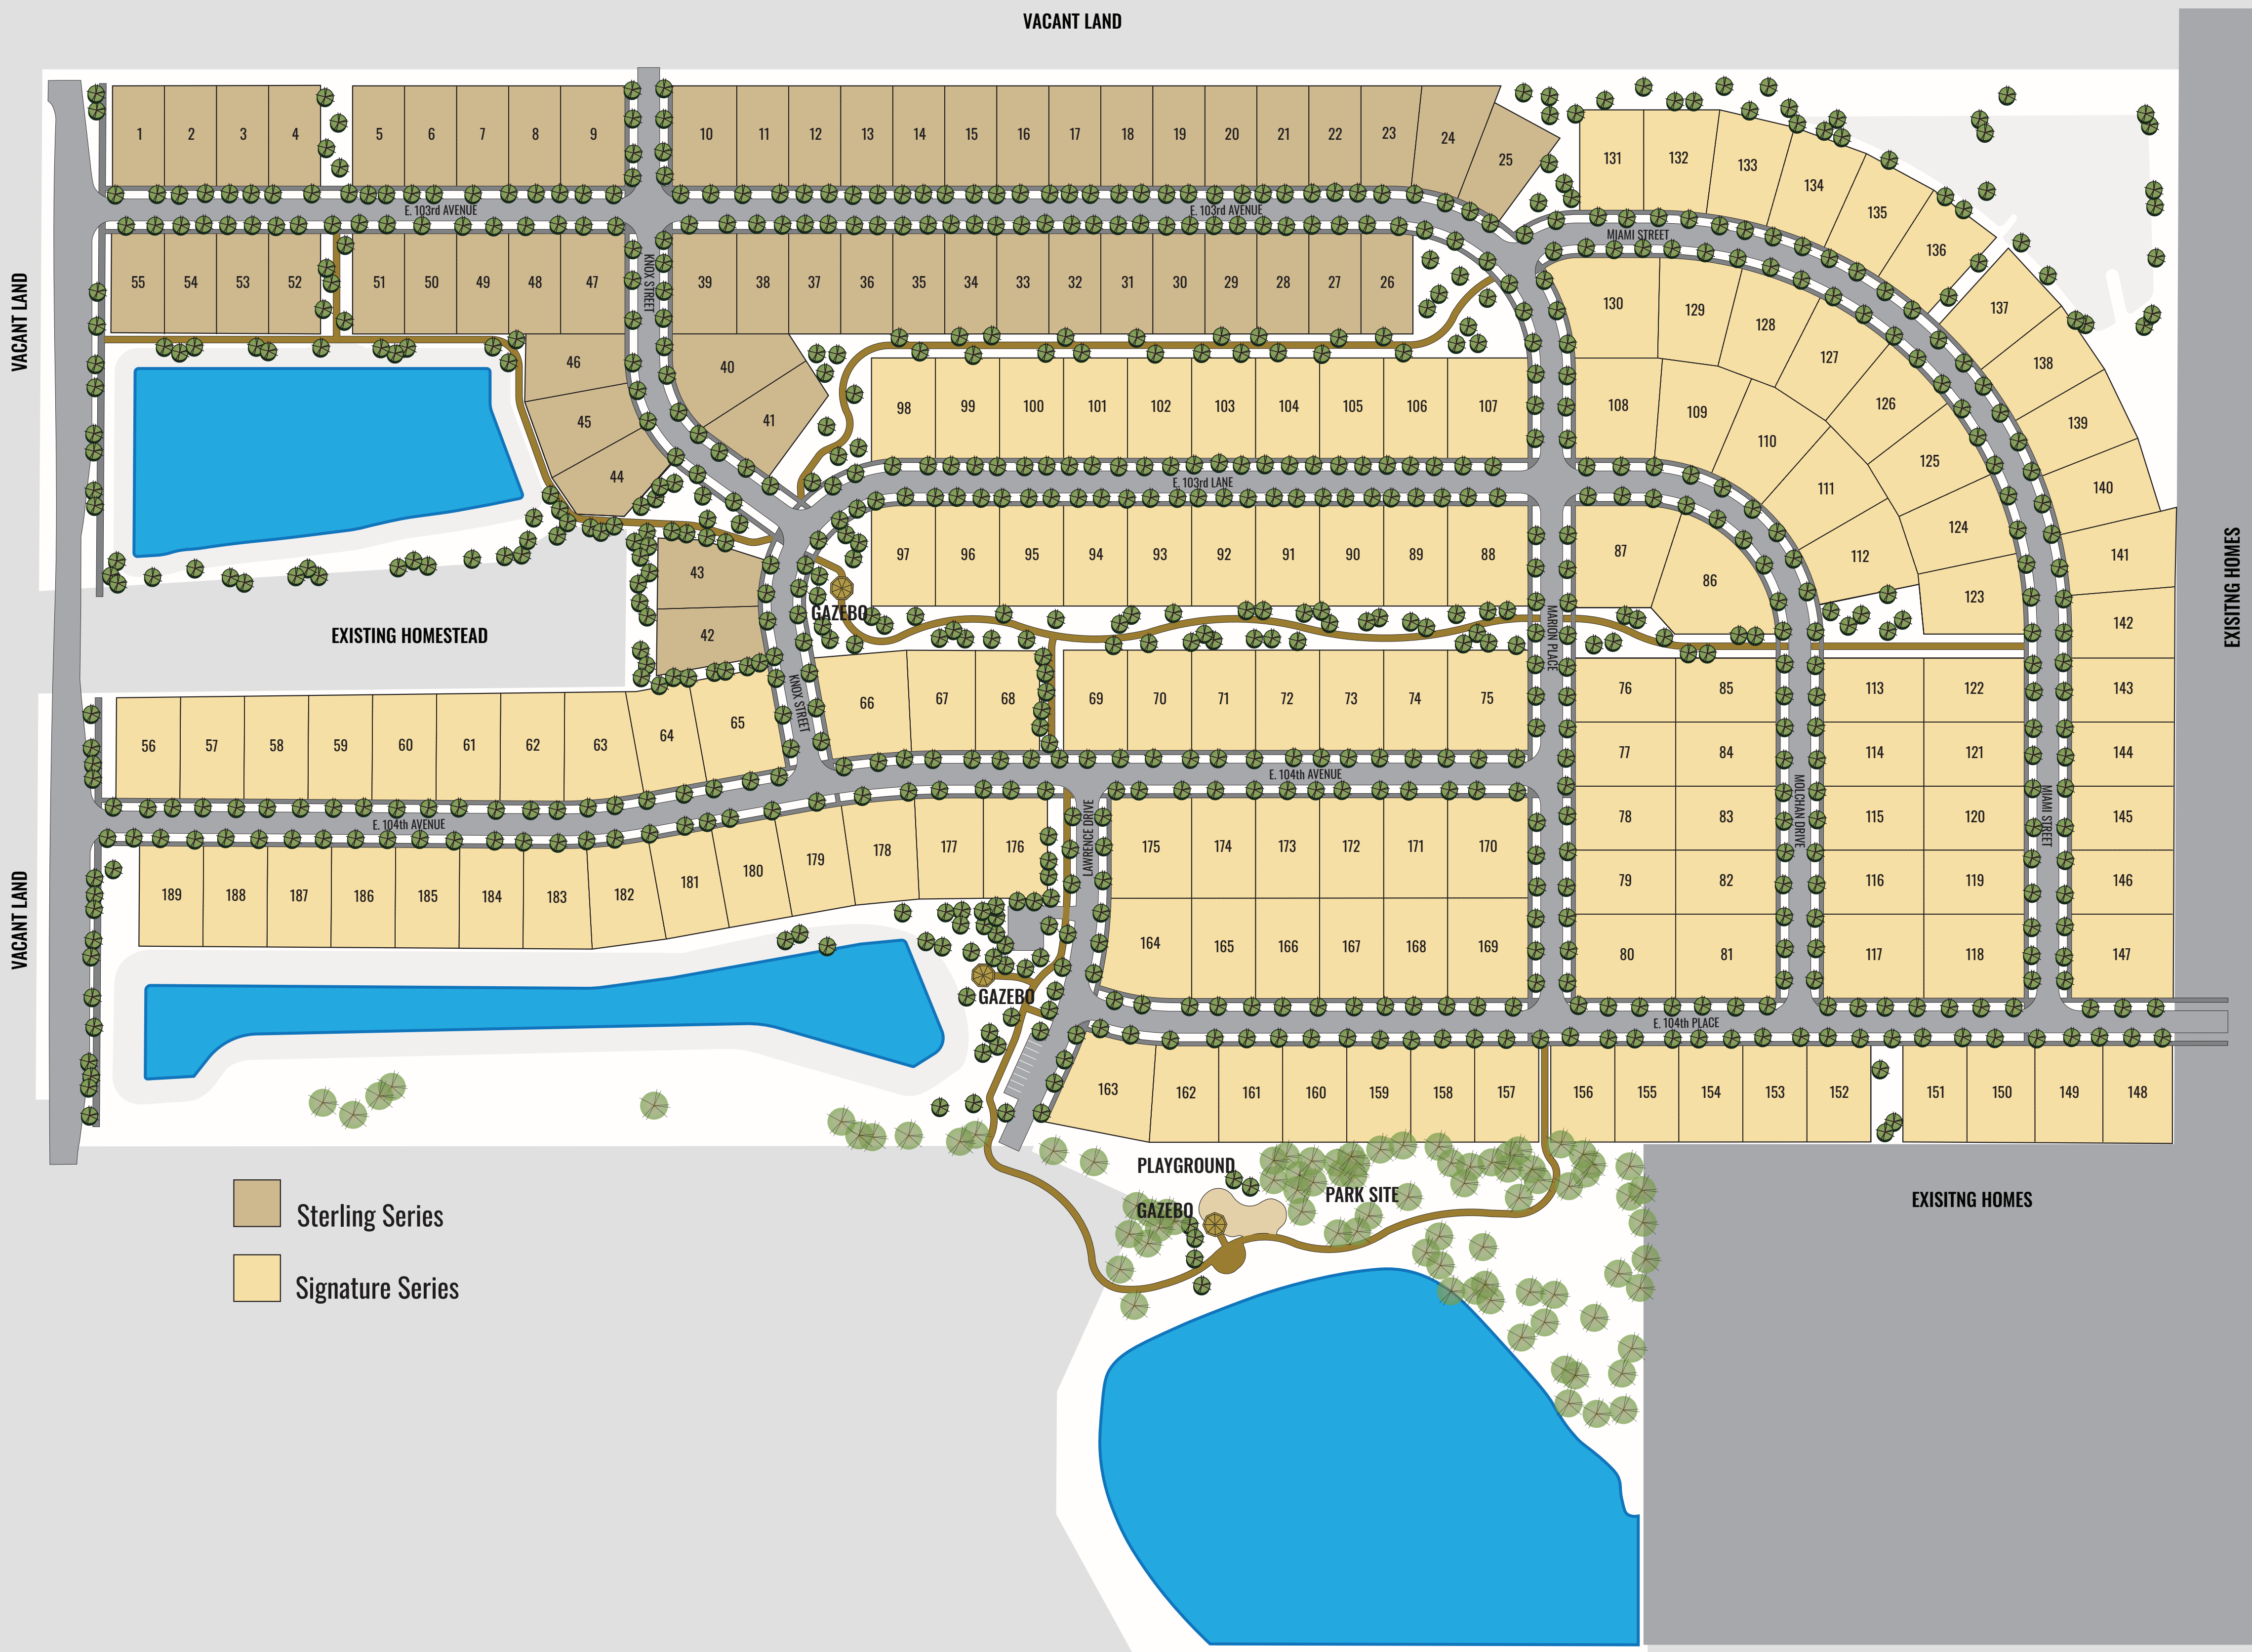 VACANT LAND
1 2 3 4 5 6 7 8 9 10 11 12 13 14 15 16 17 18 19 20 21 22 23 24 25
131 132 133 134 135 136
E. 103rd AVENUE E. 103rd AVENUE
MIAMI STREET
55 54 53 52 51 50 49 48 47
KNOX STREET
39 38 37 36 35 34 33 32 31 30 29 28 27 26
130 129 128 127 126 125 124 123
137 138 139 140 141 142
VACANT LAND
46 45 44
40 41
98 99 100 101 102 103 104 105 106 107
108 109 110 111 112
E. 103rd LANE
97 96 95 94 93 92 91 90 89 88
87 86
EXISITNG HOMES
43 42
GAZEBO
EXISTING HOMESTEAD
MARION PLACE
56 57 58 59 60 61 62 63 64 65
KNOX STREET
66 67 68 69 70 71 72 73 74 75
76 85 113 122 143
77 84 114 121 144
78 83 115 120 145
79 82 116 119 146
80 81 117 118 147
MOLCHAN DRIVE
MIAMI STREET
E. 104th AVENUE
E. 104th AVENUE
LAWRENCE DRIVE
189 188 187 186 185 184 183 182 181 180 179 178 177 176
175 174 173 172 171 170
164 165 166 167 168 169
VACANT LAND
GAZEBO
E. 104th PLACE
163 162 161 160 159 158 157 156 155 154 153 152 151 150 149 148
PLAYGROUND
PARK SITE
GAZEBO
EXISITNG HOMES
Sterling Series
Signature Series